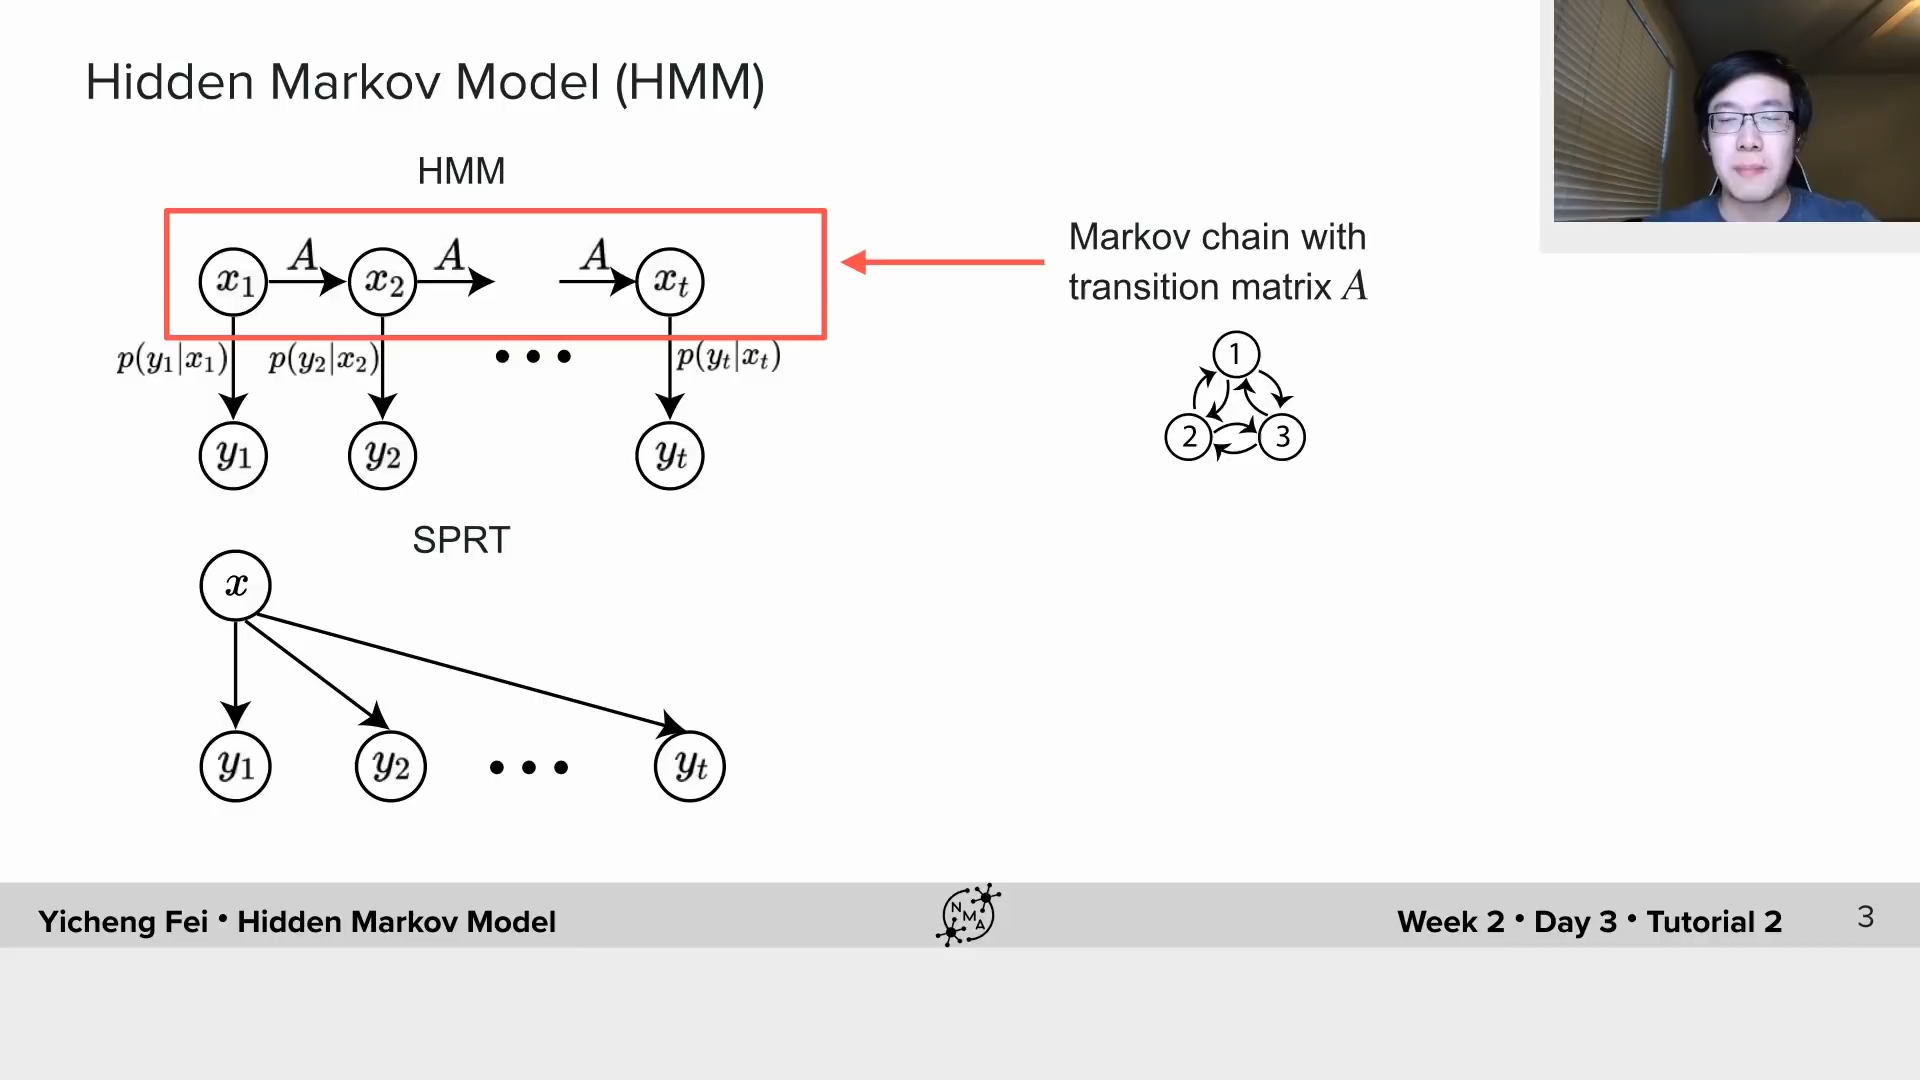 Hidden Markov Model (HMM)
HMM
A A A
x1 x2 xt
p(y1|x1) p(y2|x2) p(yt|xt)
y1 y2 yt
Markov chain with
transition matrix A
1
2 3
SPRT
x
y1 y2 yt
Yicheng Fei • Hidden Markov Model
N
M
A
Week 2 • Day 3 • Tutorial 2
3